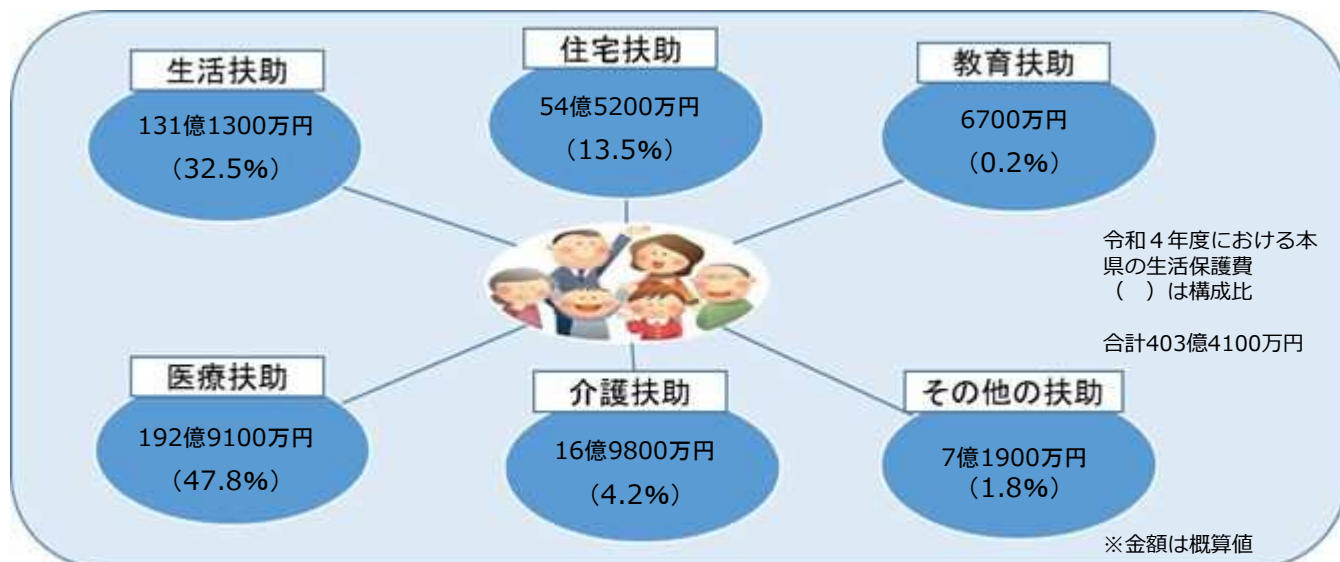 生活扶助
131億1300万円
（32.5%）
住宅扶助
54億5200万円
（13.5%）
教育扶助
6700万円
（0.2%）
令和４年度における本
県の生活保護費
（　）は構成比
合計403億4100万円
医療扶助
192億9100万円
（47.8%）
介護扶助
16億9800万円
（4.2%）
その他の扶助
7億1900万円
（1.8%）
※金額は概算値